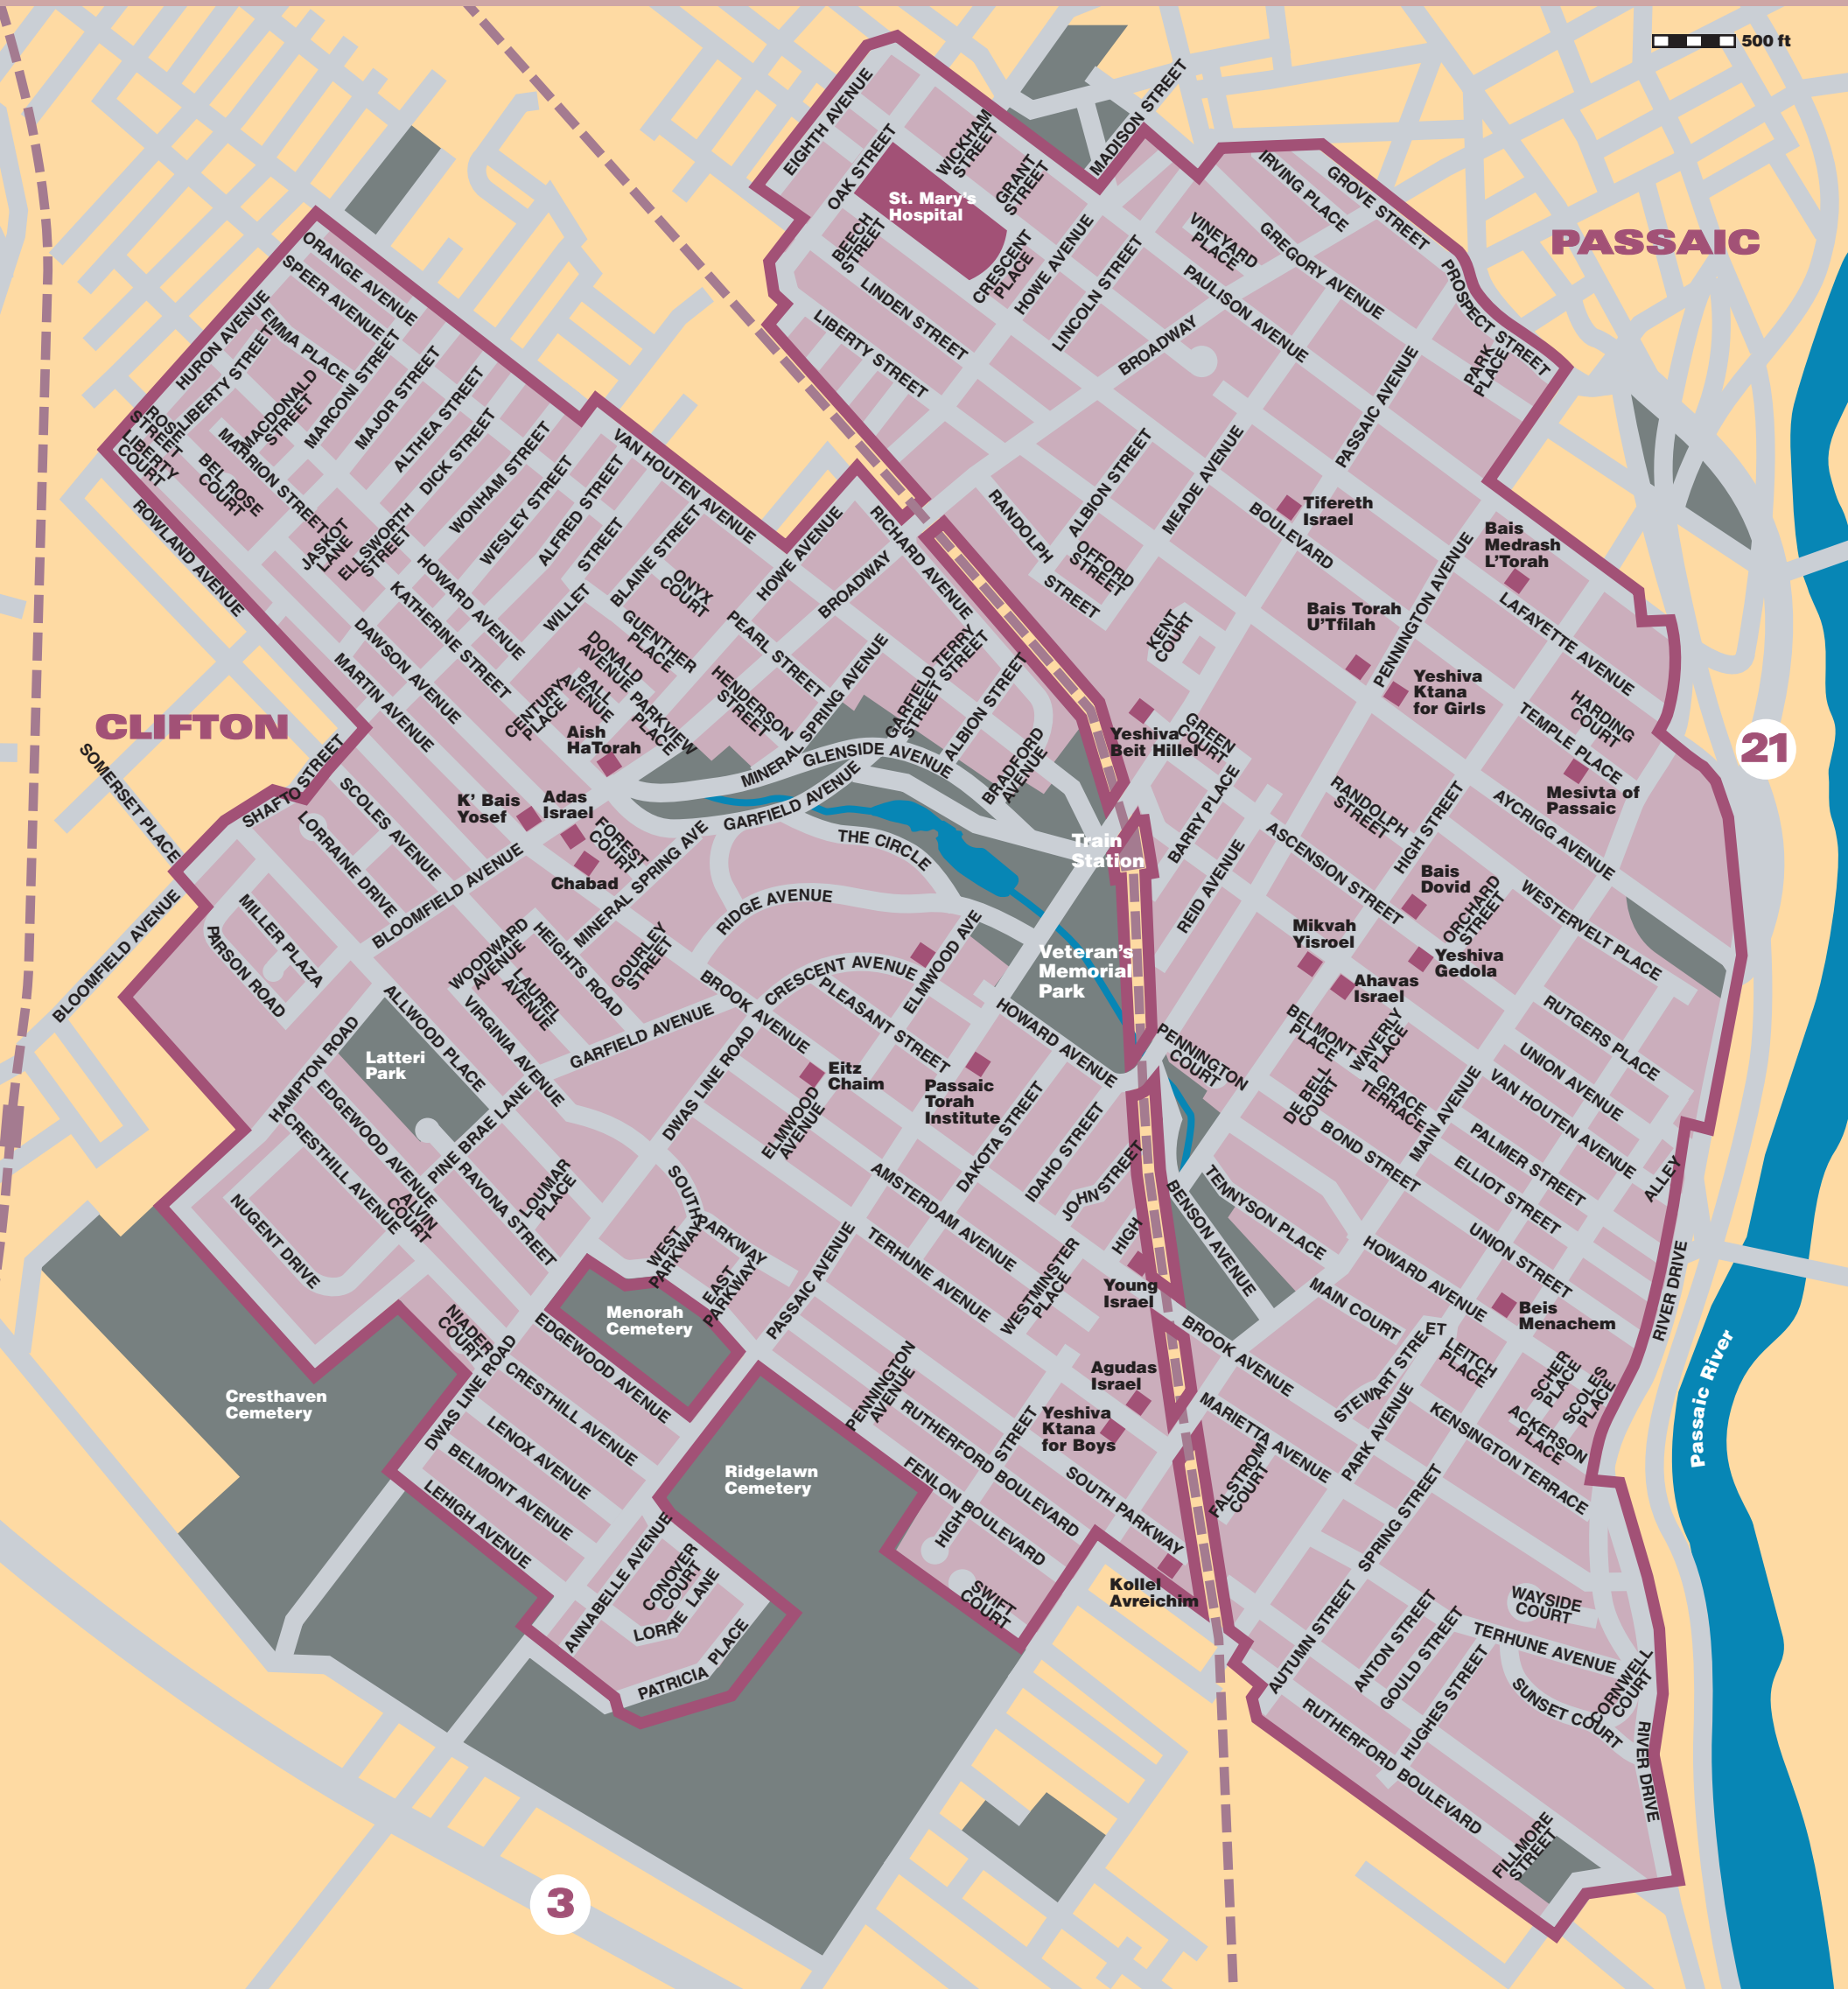 500 ft
PASSAIC
CLIFTON
21
3
Passaic River
EIGHTH AVENUE
OAK STREET
WICKHAM
STREET
GRANT
STREET
MADISON STREET
St. Mary's
Hospital
BEECH
STREET
CRESCENT
PLACE
HOWE AVENUE
LINCOLN STREET
LINDEN STREET
LIBERTY STREET
BROADWAY
VINEYARD
PLACE
PAULISON AVENUE
GREGORY AVENUE
IRVING PLACE
GROVE STREET
PROSPECT STREET
PARK
PLACE
PASSAIC AVENUE
ORANGE AVENUE
SPEER AVENUE
EMMA PLACE
HURON AVENUE
LIBERTY STREET
MACDONALD
STREET
MARCONI STREET
MAJOR STREET
ALTHEA STREET
DICK STREET
WONHAM STREET
WESLEY STREET
ALFRED STREET
WILLET
STREET
BLAINE STREET
VAN HOUTEN AVENUE
ROSE
STREET
LIBERTY
COURT
MARRION STREET
BEL ROSE
COURT
ROWLAND AVENUE
JASKOT
LANE
ELLSWORTH
STREET
HOWARD AVENUE
KATHERINE STREET
DAWSON AVENUE
MARTIN AVENUE
ONYX
COURT
GUENTHER
PLACE
DONALD
AVENUE
BALL
AVENUE
CENTURY
PLACE
PARKVIEW
PLACE
HENDERSON
STREET
PEARL STREET
HOWE AVENUE
BROADWAY
RICHARD AVENUE
MINERAL SPRING AVENUE
GARFIELD
STREET
TERRY
STREET
ALBION STREET
GLENSIDE AVENUE
BRADFORD
AVENUE
GARFIELD AVENUE
THE CIRCLE
RANDOLPH
STREET
ALBION STREET
OFFORD
STREET
MEADE AVENUE
KENT
COURT
BOULEVARD
Tifereth
Israel
Bais
Medrash
L'Torah
Bais Torah
U'Tfilah
PENNINGTON AVENUE
LAFAYETTE AVENUE
Yeshiva
Ktana
for Girls
HARDING
COURT
TEMPLE PLACE
Mesivta of
Passaic
Yeshiva
Beit Hillel
GREEN
COURT
BARRY PLACE
REID AVENUE
RANDOLPH
STREET
HIGH STREET
AYCRIGG AVENUE
ASCENSION STREET
Bais
Dovid
ORCHARD
STREET
WESTERVELT PLACE
Mikvah
Yisroel
Yeshiva
Gedola
Ahavas
Israel
BELMONT
PLACE
WAVERLY
PLACE
GRACE
TERRACE
DE BELL
COURT
RUTGERS PLACE
UNION AVENUE
VAN HOUTEN AVENUE
MAIN AVENUE
PALMER STREET
ELLIOT STREET
BOND STREET
UNION STREET
ALLEY
RIVER DRIVE
Train
Station
Veteran's
Memorial
Park
Aish
HaTorah
K' Bais
Yosef
Adas
Israel
Chabad
FOREST
COURT
MINERAL SPRING AVE
SOMERSET PLACE
SHAFTO STREET
SCOLES AVENUE
LORRAINE DRIVE
BLOOMFIELD AVENUE
BLOOMFIELD AVENUE
MILLER PLAZA
PARSON ROAD
WOODWARD
AVENUE
LAUREL
AVENUE
HEIGHTS ROAD
GOURLEY
STREET
RIDGE AVENUE
CRESCENT AVENUE
ELMWOOD AVE
BROOK AVENUE
PLEASANT STREET
HOWARD AVENUE
PENNINGTON
COURT
GARFIELD AVENUE
VIRGINIA AVENUE
ALLWOOD PLACE
Latteri
Park
HAMPTON ROAD
EDGEWOOD AVENUE
CRESTHILL AVENUE
PINE BRAE LANE
RAVONA STREET
LOUMAR
PLACE
ALVIN
COURT
NUGENT DRIVE
DWAS LINE ROAD
Eitz
Chaim
ELMWOOD
AVENUE
Passaic
Torah
Institute
DAKOTA STREET
IDAHO STREET
JOHN STREET
AMSTERDAM AVENUE
TERHUNE AVENUE
WESTMINSTER
PLACE
HIGH
Young
Israel
BENSON AVENUE
TENNYSON PLACE
MAIN COURT
HOWARD AVENUE
BROOK AVENUE
SOUTH
PARKWAY
WEST
PARKWAY
EAST
PARKWAY
PASSAIC AVENUE
Menorah
Cemetery
NIADER
COURT
EDGEWOOD AVENUE
CRESTHILL AVENUE
DWAS LINE ROAD
LENOX AVENUE
BELMONT AVENUE
LEHIGH AVENUE
Cresthaven
Cemetery
Ridgelawn
Cemetery
PENNINGTON
AVENUE
RUTHERFORD BOULEVARD
FENLON BOULEVARD
HIGH
STREET
SOUTH PARKWAY
SWIFT
COURT
Agudas
Israel
Yeshiva
Ktana
for Boys
Kollel
Avreichim
ANNABELLE AVENUE
CONOVER
COURT
LORRIE LANE
PATRICIA PLACE
MARIETTA AVENUE
FALSTROM
COURT
STEWART STREET
PARK AVENUE
LEITCH
PLACE
Beis
Menachem
SCHER
PLACE
SCOLES
PLACE
ACKERSON
PLACE
KENSINGTON TERRACE
SPRING STREET
AUTUMN STREET
ANTON STREET
GOULD STREET
HUGHES STREET
WAYSIDE
COURT
TERHUNE AVENUE
SUNSET COURT
CORNWELL
COURT
RIVER DRIVE
RUTHERFORD BOULEVARD
FILLMORE
STREET